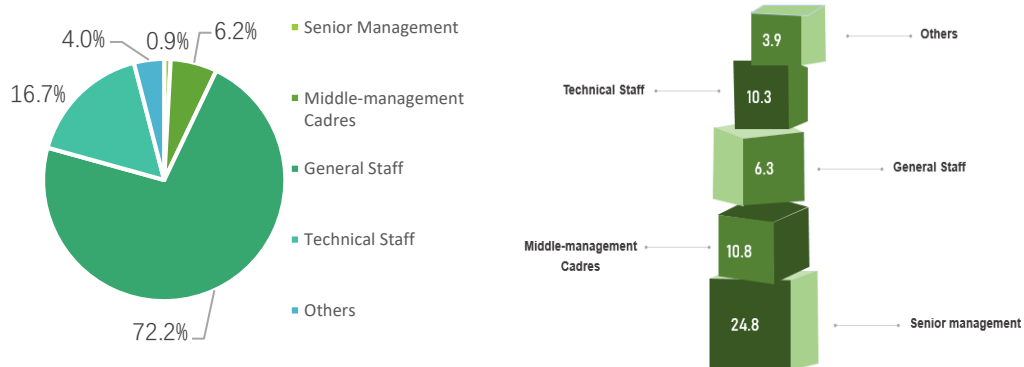 4.0%
0.9%
6.2%
16.7%
72.2%
Senior Management
Middle-management
Cadres
General Staff
Technical Staff
Others
3.9
Others
Technical Staff
10.3
6.3
General Staff
Middle-management
Cadres
10.8
24.8
Senior management